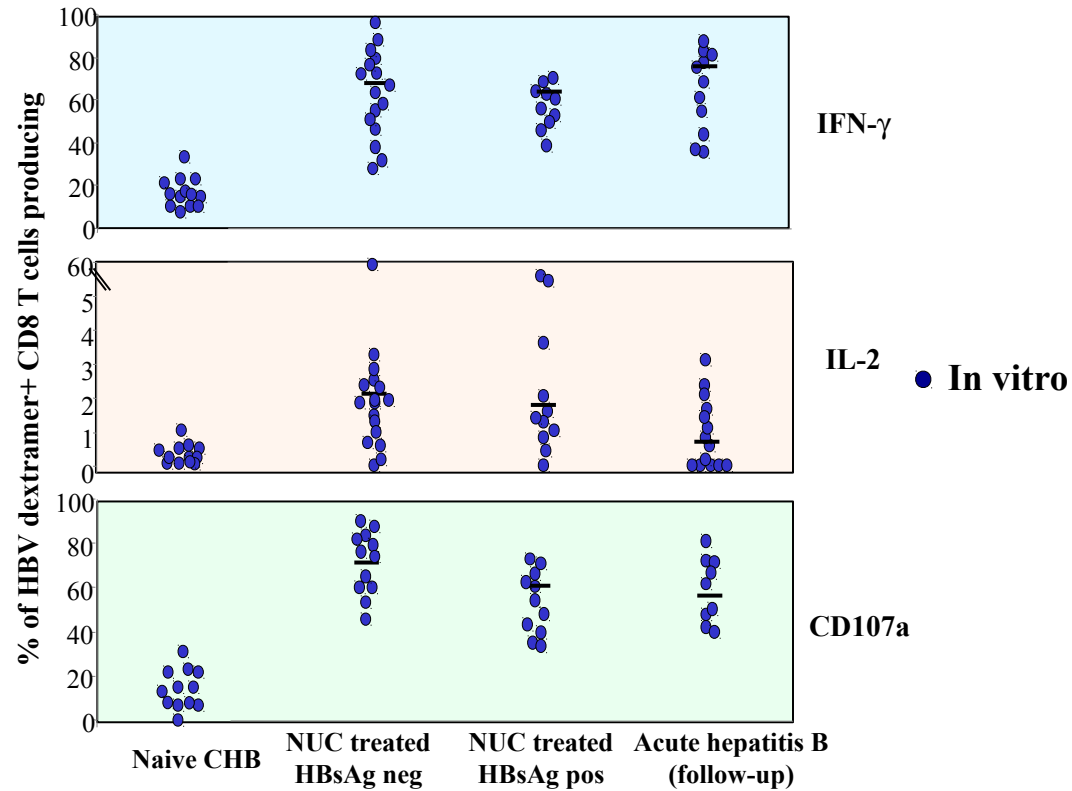 % of HBV dextramer+ CD8 T cells producing
100
80
60
40
20
0
IFN-γ
60
5
4
3
2
1
0
IL-2
In vitro
100
80
60
40
20
0
CD107a
Naive CHB
NUC treated
HBsAg neg
NUC treated
HBsAg pos
Acute hepatitis B
(follow-up)